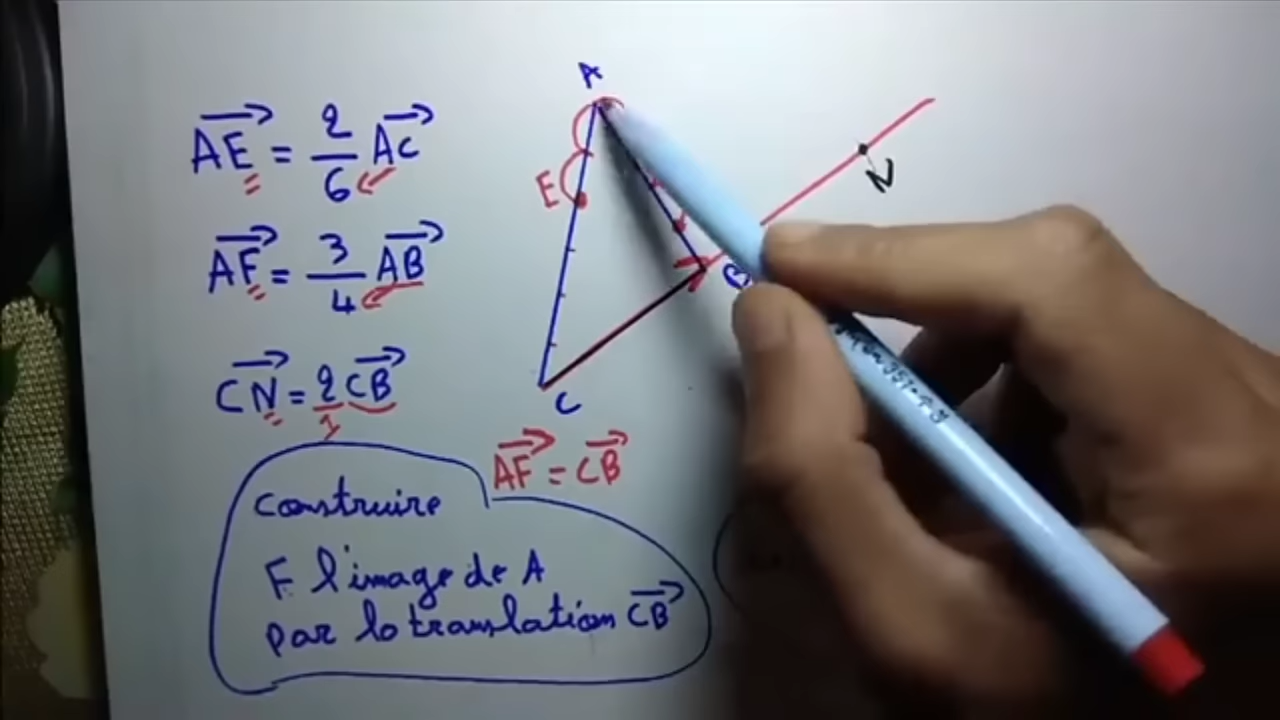 A
AE = 2/6 AC
E
N
AF = 3/4 AB
B
CN = 2 CB
1
C
AF = CB
construire
F l'image de A
par la translation CB